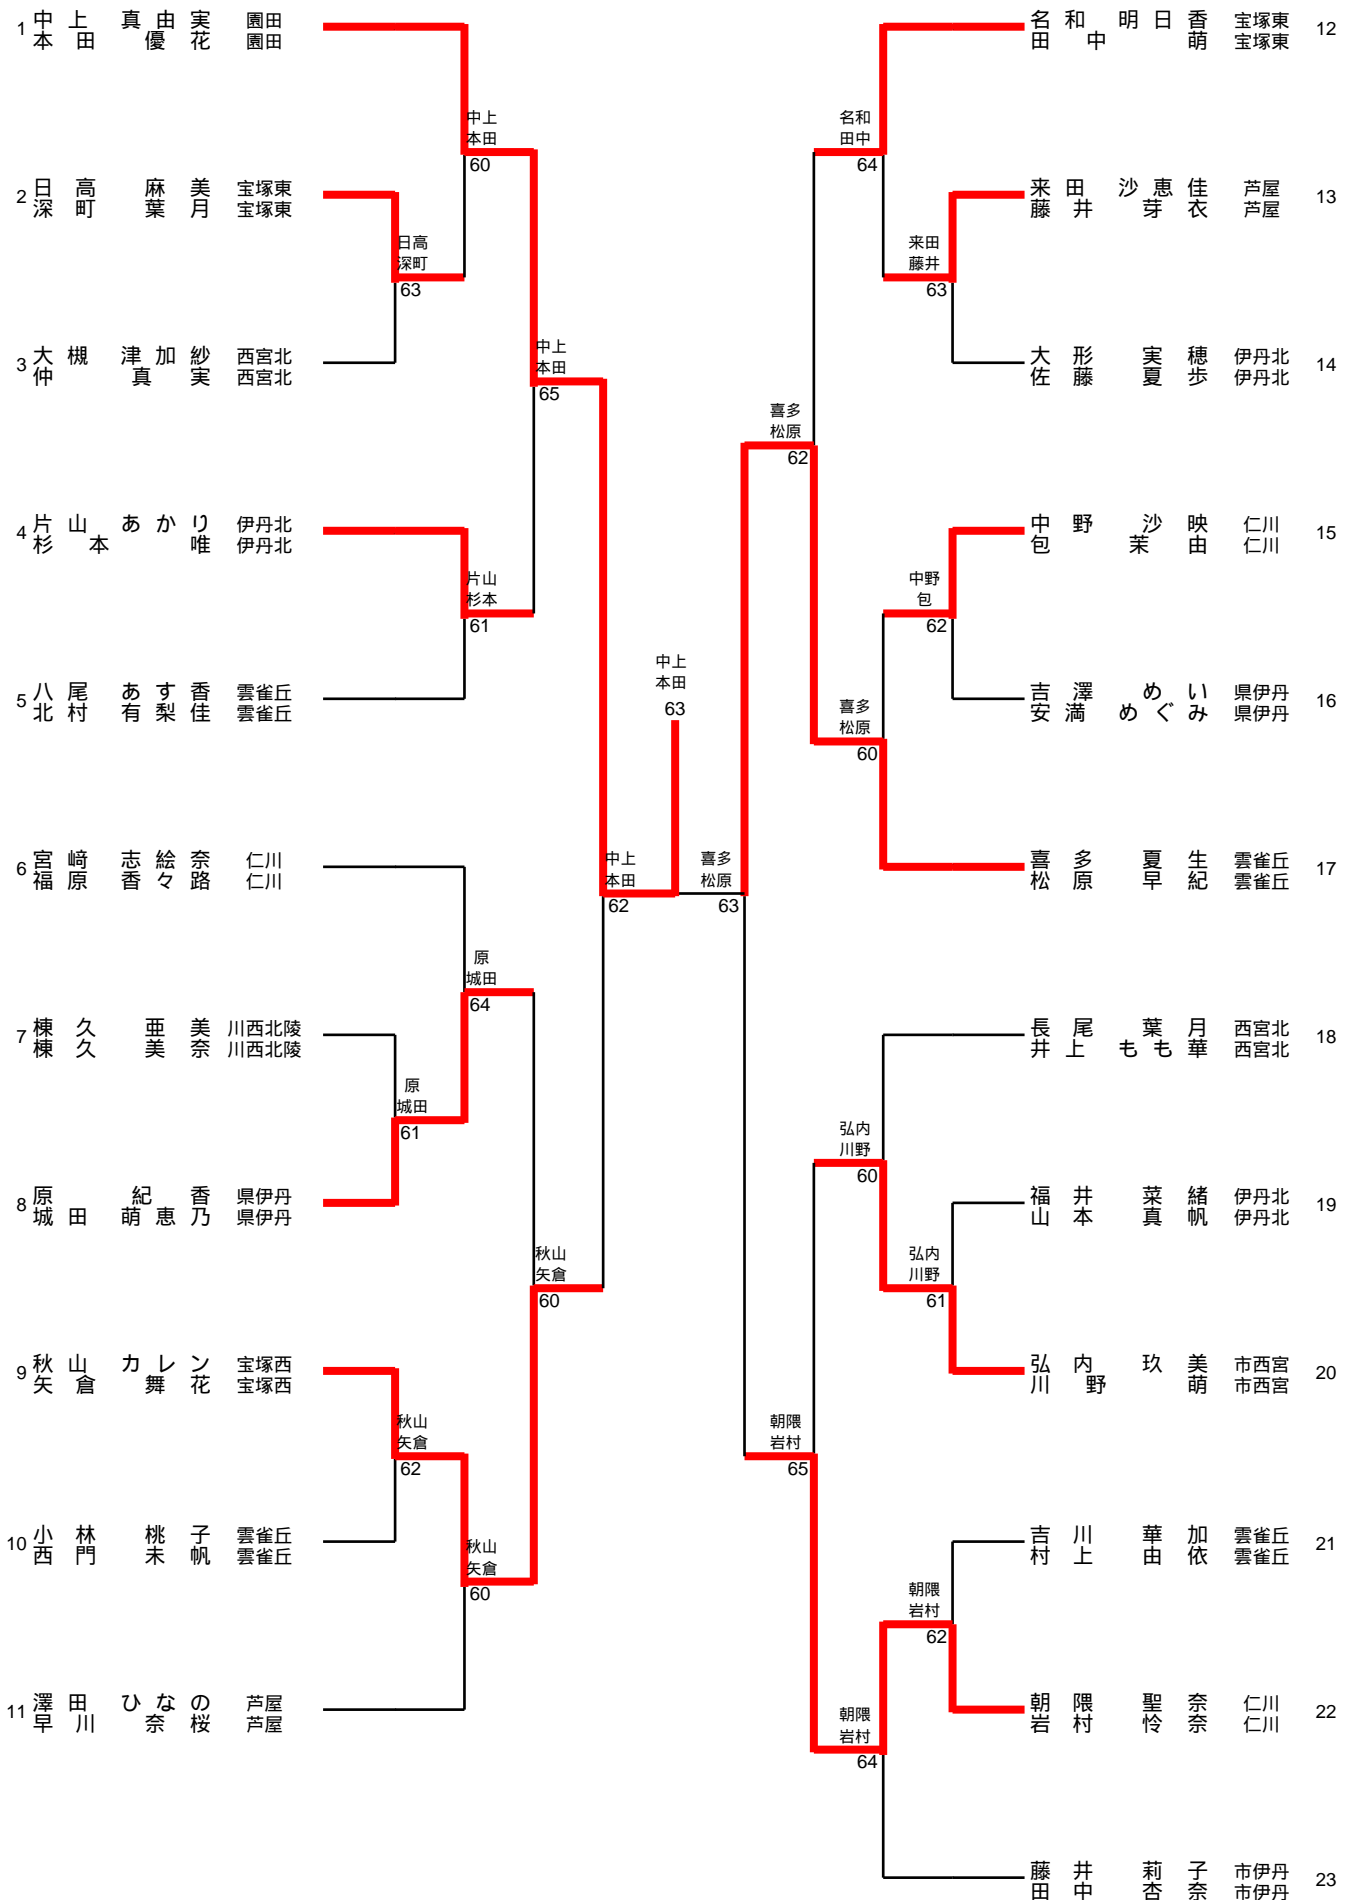 1 中上 真由実 園田
本田 優花 園田
中上
本田
60
2 日高 麻美 宝塚東
深町 葉月 宝塚東
日高
深町
63
3 大槻 津加紗 西宮北
仲 真実 西宮北
中上
本田
65
4 片山 あかり 伊丹北
杉本 唯 伊丹北
片山
杉本
61
5 八尾 あす香 雲雀丘
北村 有梨佳 雲雀丘
6 宮崎 志絵奈 仁川
福原 香々路 仁川
中上
本田
62
原
城田
64
7 棟久 亜美 川西北陵
棟久 美奈 川西北陵
原
城田
61
8 原 紀香 県伊丹
城田 萌恵乃 県伊丹
秋山
矢倉
60
9 秋山 カレン 宝塚西
矢倉 舞花 宝塚西
秋山
矢倉
62
10 小林 桃子 雲雀丘
西門 未帆 雲雀丘
秋山
矢倉
60
11 澤田 ひなの 芦屋
早川 奈桜 芦屋
中上
本田
63
名和 明日香 宝塚東 12
田中 萌 宝塚東
名和
田中
64
来田 沙恵佳 芦屋 13
藤井 芽衣 芦屋
来田
藤井
63
大形 実穂 伊丹北 14
佐藤 夏歩 伊丹北
喜多
松原
62
中野 沙映 仁川 15
包 茉由 仁川
中野
包
62
吉澤 めい 県伊丹 16
安満 めぐみ 県伊丹
喜多
松原
60
喜多 夏生 雲雀丘 17
松原 早紀 雲雀丘
喜多
松原
63
長尾 葉月 西宮北 18
井上 もも華 西宮北
弘内
川野
60
福井 菜緒 伊丹北 19
山本 真帆 伊丹北
弘内
川野
61
弘内 玖美 市西宮 20
川野 萌 市西宮
朝隈
岩村
65
吉川 華加 雲雀丘 21
村上 由依 雲雀丘
朝隈
岩村
62
朝隈 聖奈 仁川 22
岩村 怜奈 仁川
朝隈
岩村
64
藤井 莉子 市伊丹 23
田中 杏奈 市伊丹